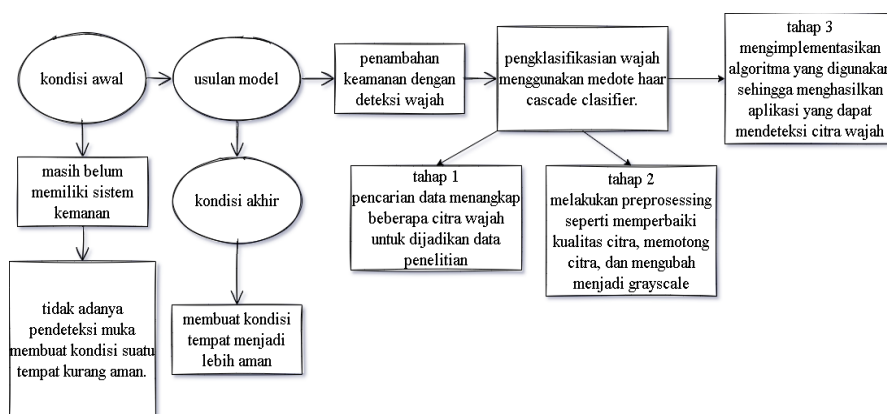 kondisi awal
usulan model
penambahan
keamanan dengan
deteksi wajah
pengklasifikasian wajah
menggunakan medote haar
cascade clasifier.
tahap 3
mengimplementasikan
algoritma yang digunakan
sehingga menghasilkan
aplikasi yang dapat
mendeteksi citra wajah
masih belum
memiliki sistem
kemanan
kondisi akhir
tahap 1
pencarian data menangkap
beberapa citra wajah
untuk dijadikan data
penelitian
tahap 2
melakukan preprosessing
seperti memperbaiki
kualitas citra, memotong
citra, dan mengubah
menjadi grayscale
tidak adanya
pendeteksi muka
membuat kondisi suatu
tempat kurang aman.
membuat kondisi
tempat menjadi
lebih aman